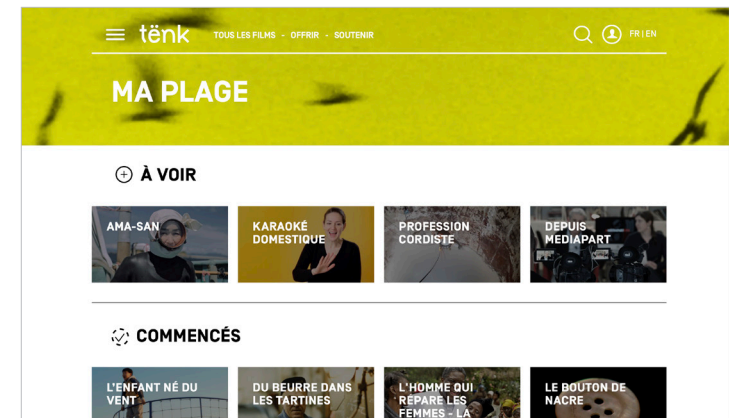 tënk
TOUS LES FILMS - OFFRIR - SOUTENIR
FR | EN
MA PLAGE
À VOIR
AMA-SAN
KARAOKÉ
DOMESTIQUE
PROFESSION
CORDISTE
DEPUIS
MEDIAPART
COMMENCÉS
L'ENFANT NÉ DU
VENT
DU BEURRE DANS
LES TARTINES
L'HOMME QUI
RÉPARE LES
FEMMES - LA
LE BOUTON DE
NACRE